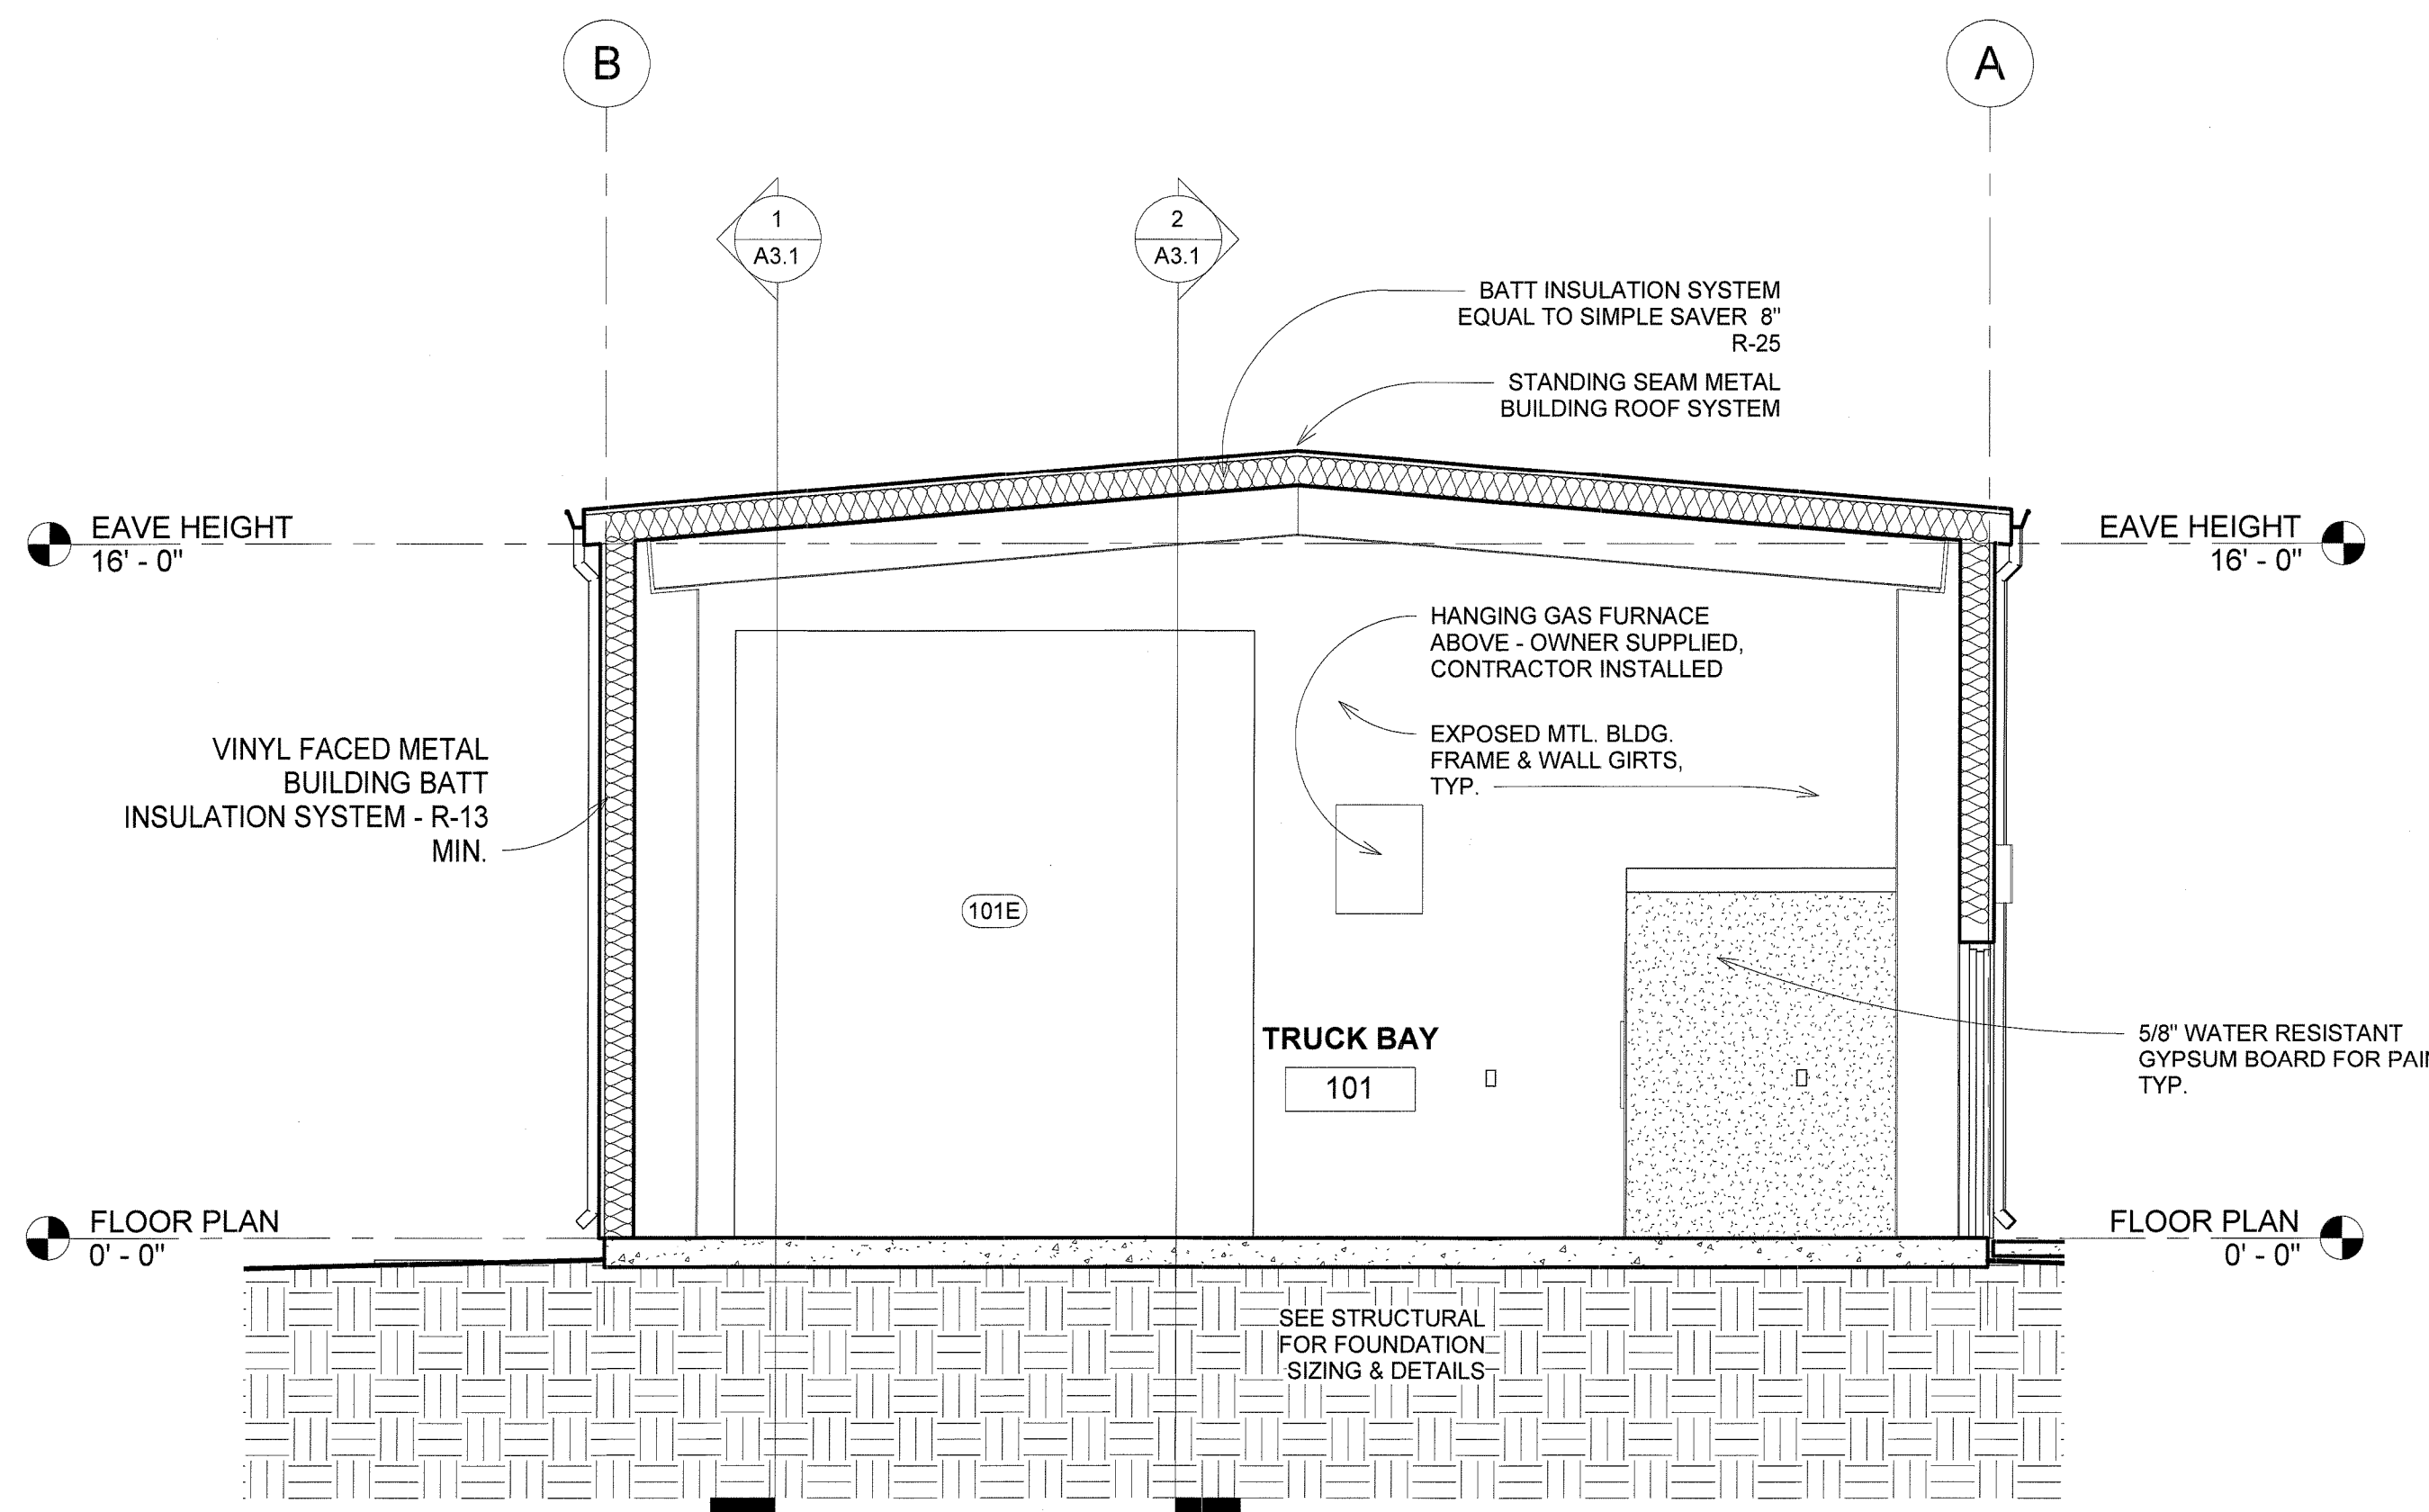 B
A
1
A3.1
2
A3.1
BATT INSULATION SYSTEM
EQUAL TO SIMPLE SAVER 8"
R-25
STANDING SEAM METAL
BUILDING ROOF SYSTEM
EAVE HEIGHT
16' - 0"
EAVE HEIGHT
16' - 0"
HANGING GAS FURNACE
ABOVE - OWNER SUPPLIED,
CONTRACTOR INSTALLED
VINYL FACED METAL
BUILDING BATT
INSULATION SYSTEM - R-13
MIN.
EXPOSED MTL. BLDG.
FRAME & WALL GIRTS,
TYP.
101E
TRUCK BAY
101
5/8" WATER RESISTANT
GYPSUM BOARD FOR
TYP.
FLOOR PLAN
0' - 0"
FLOOR PLAN
0' - 0"
SEE STRUCTURAL
FOR FOUNDATION
SIZING & DETAILS